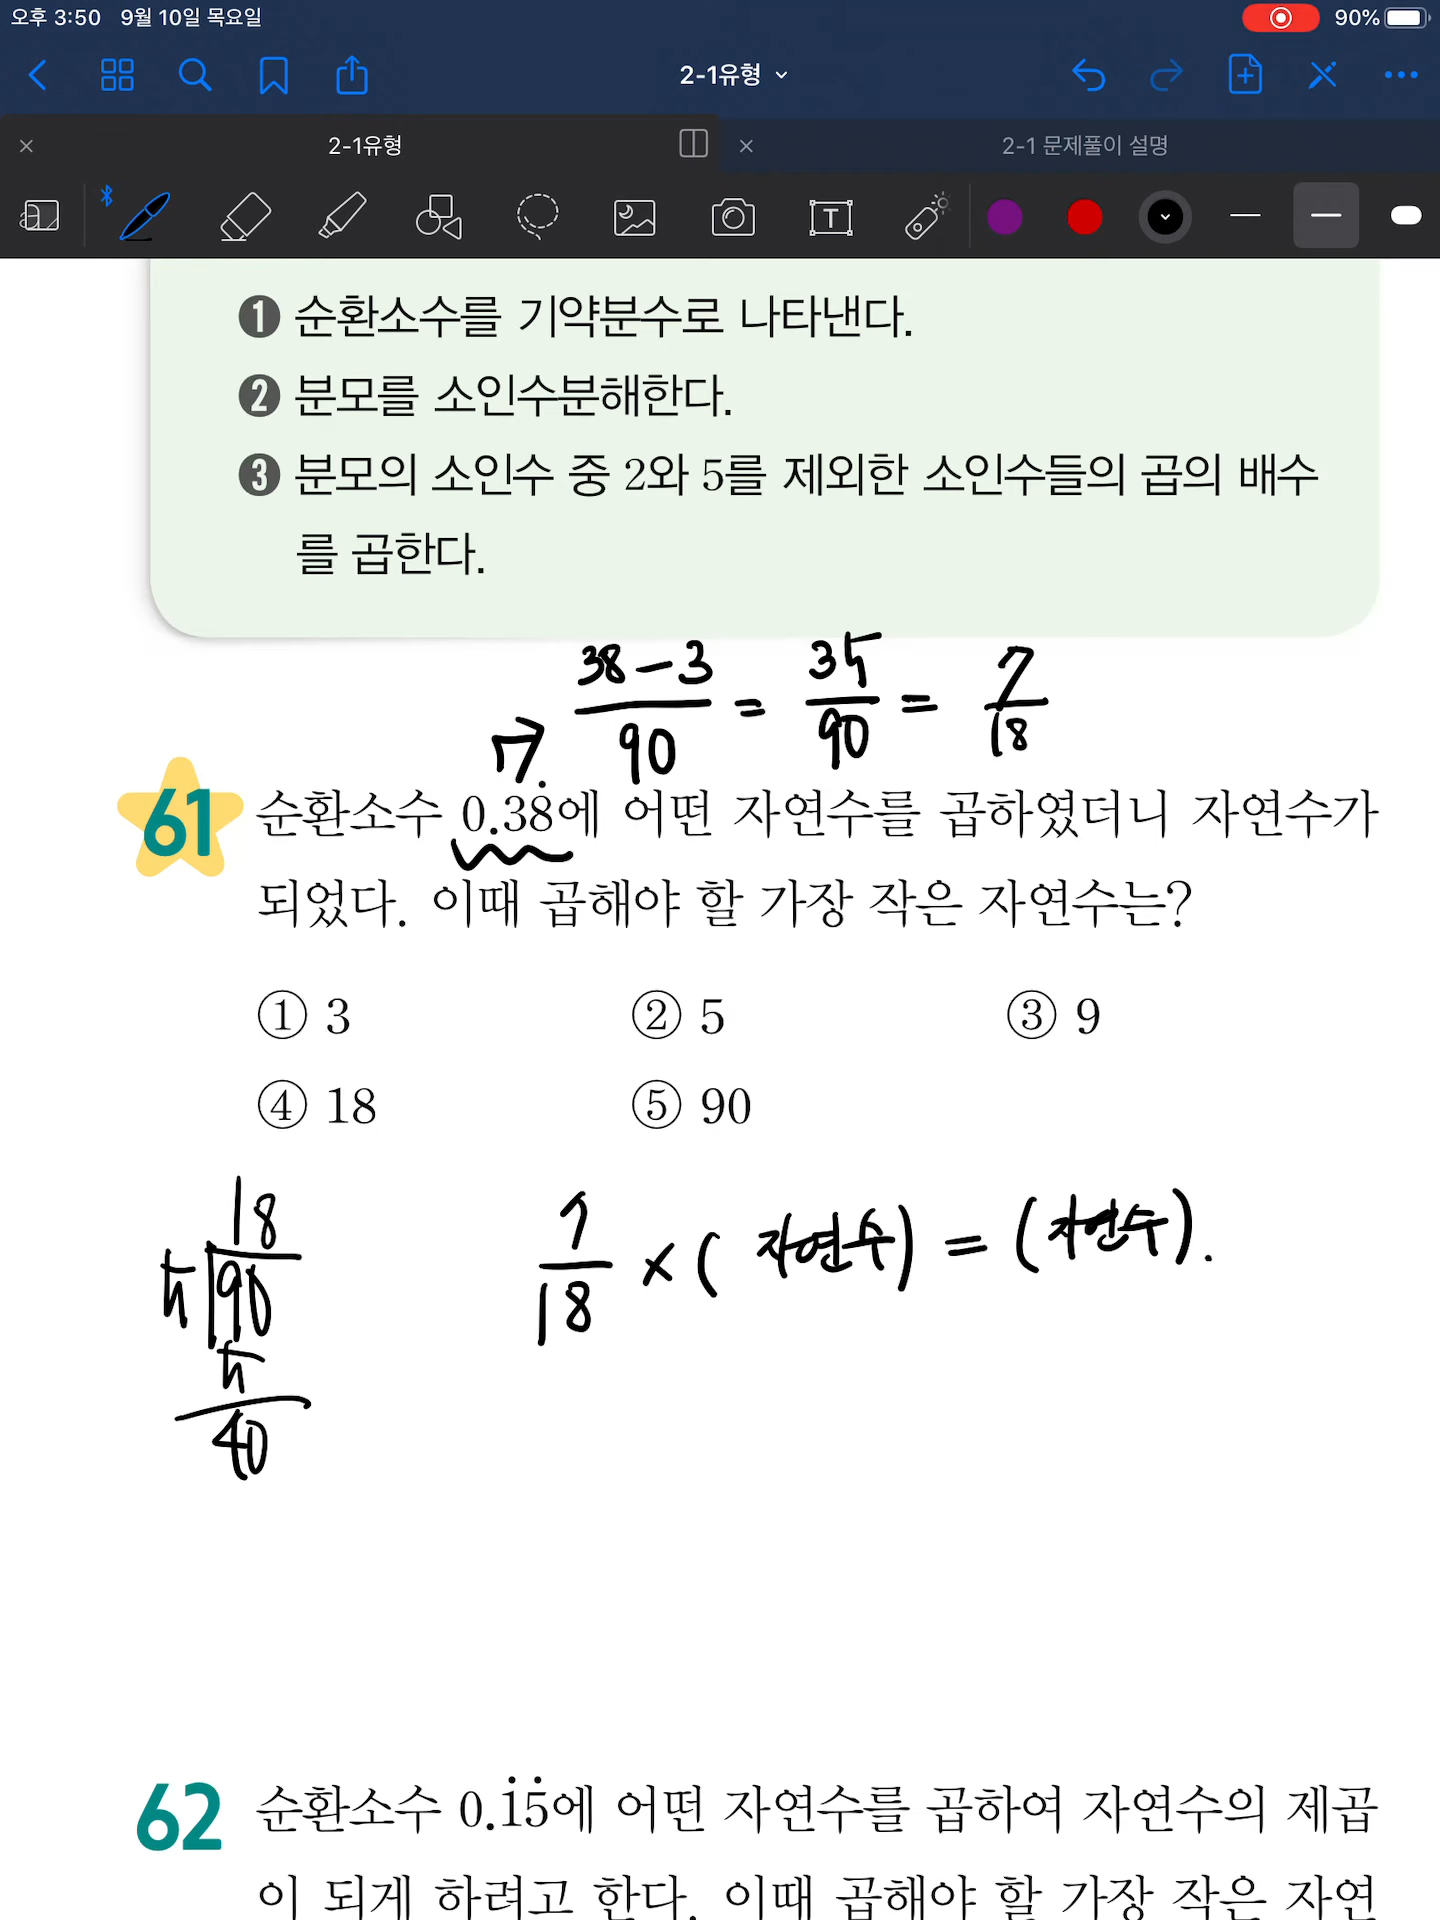 오후 3:50 9월 10일 목요일 90%
2-1유형
2-1유형 2-1 문제풀이 설명
❶ 순환소수를 기약분수로 나타낸다.
❷ 분모를 소인수분해한다.
❸ 분모의 소인수 중 2와 5를 제외한 소인수들의 곱의 배수
를 곱한다.
38-3 35 7
= =
90 90 18
61 순환소수 0.38̇에 어떤 자연수를 곱하였더니 자연수가
되었다. 이때 곱해야 할 가장 작은 자연수는?
① 3 ② 5 ③ 9
④ 18 ⑤ 90
18
5 90
5
40
7
× (자연수) = (자연수).
18
62 순환소수 0.1̇5̇에 어떤 자연수를 곱하여 자연수의 제곱
이 되게 하려고 한다. 이때 곱해야 할 가장 작은 자연